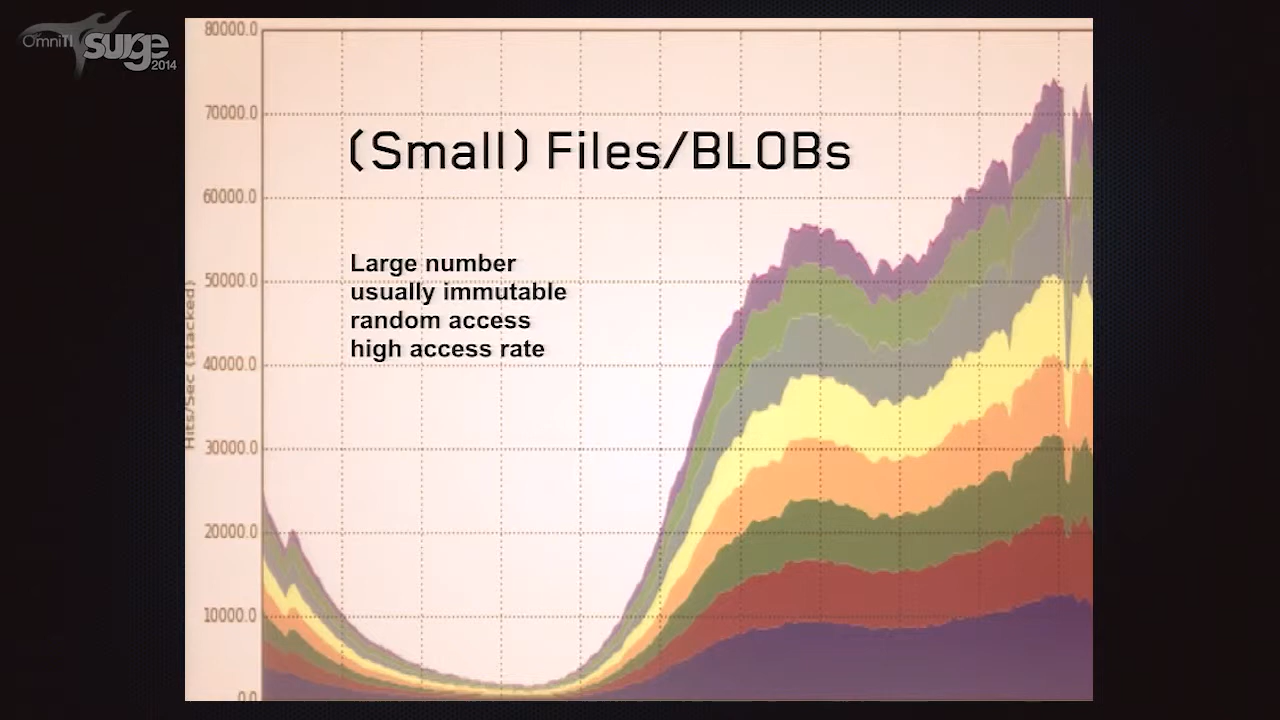 OmniTI
surge
2014
80000.0
70000.0
60000.0
50000.0
40000.0
30000.0
20000.0
10000.0
0.0
Hits/Sec (stacked)
(Small) Files/BLOBs
Large number
usually immutable
random access
high access rate